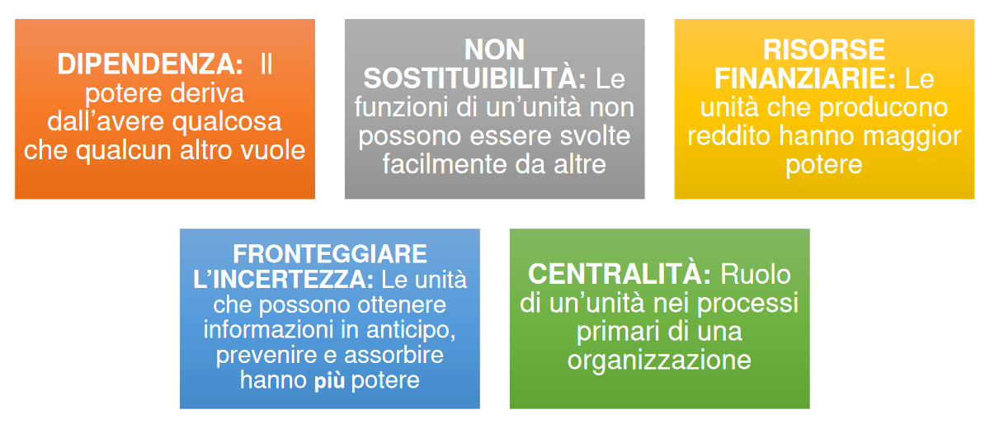 DIPENDENZA: Il
potere deriva
dall’avere qualcosa
che qualcun altro vuole
NON
SOSTITUIBILITÀ: Le
funzioni di un’unità non
possono essere svolte
facilmente da altre
RISORSE
FINANZIARIE: Le
unità che producono
reddito hanno maggior
potere
FRONTEGGIARE
L’INCERTEZZA: Le unità
che possono ottenere
informazioni in anticipo,
prevenire e assorbire
hanno più potere
CENTRALITÀ: Ruolo
di un’unità nei processi
primari di una
organizzazione